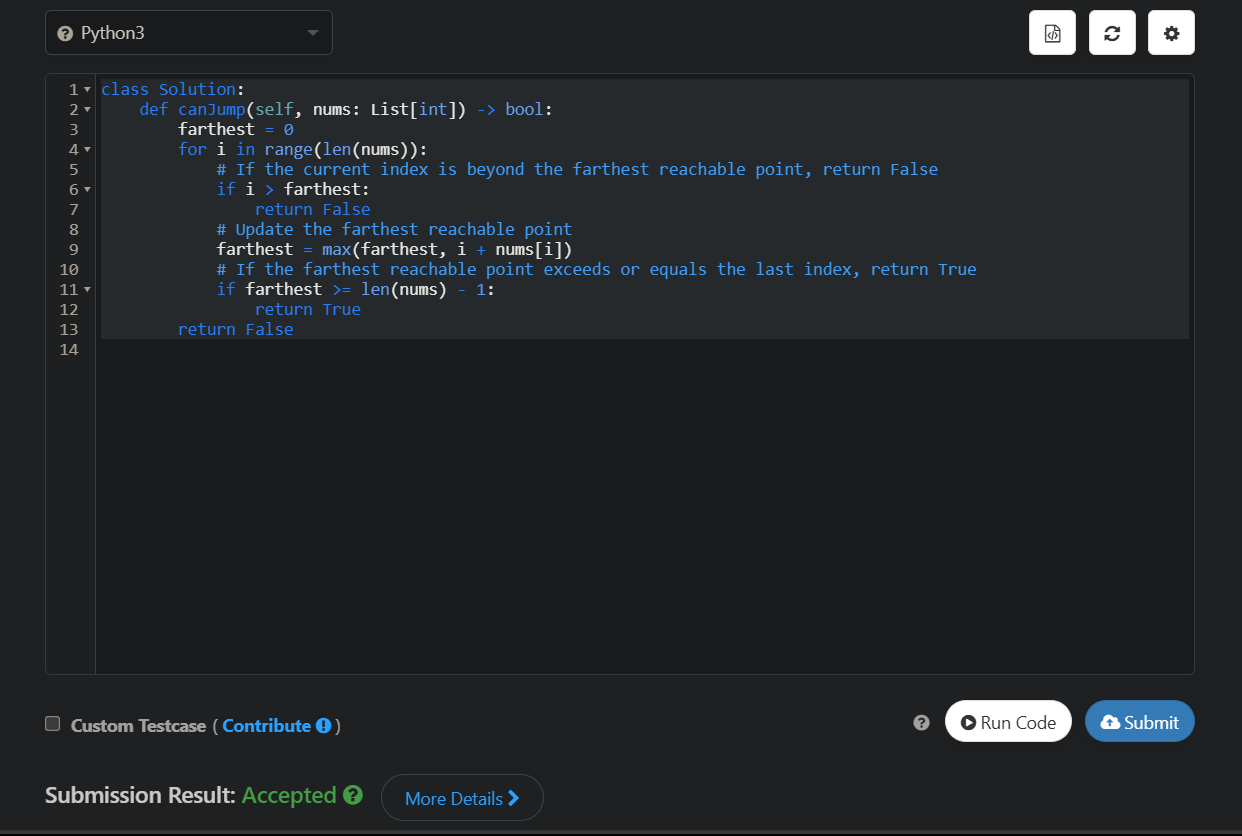 Python3
1 class Solution:
2     def canJump(self, nums: List[int]) -> bool:
3         farthest = 0
4         for i in range(len(nums)):
5             # If the current index is beyond the farthest reachable point, return False
6             if i > farthest:
7                 return False
8             # Update the farthest reachable point
9             farthest = max(farthest, i + nums[i])
10             # If the farthest reachable point exceeds or equals the last index, return True
11             if farthest >= len(nums) - 1:
12                 return True
13         return False
14
Custom Testcase ( Contribute ) Run Code Submit
Submission Result: Accepted More Details